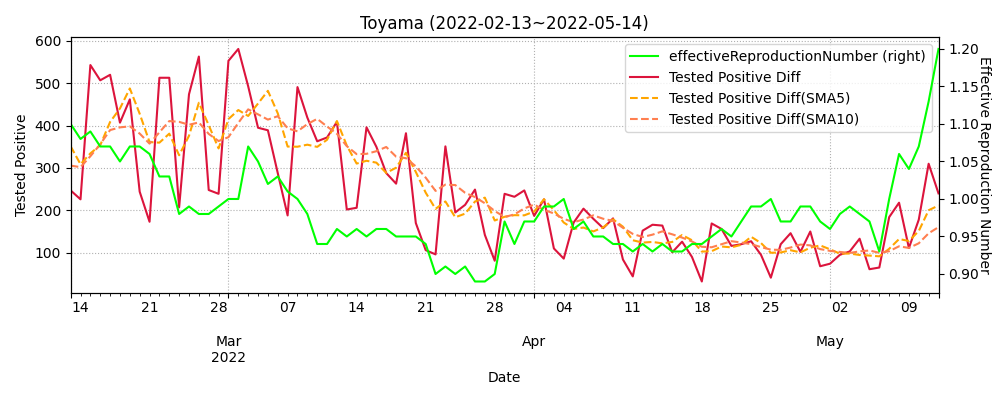 Toyama (2022-02-13~2022-05-14)
effectiveReproductionNumber (right)
Tested Positive Diff
Tested Positive Diff(SMA5)
Tested Positive Diff(SMA10)
Tested Positive
600
500
400
300
200
100
Effective Reproduction Number
1.20
1.15
1.10
1.05
1.00
0.95
0.90
14 21 28 07 14 21 28 04 11 18 25 02 09
Mar Apr May
2022
Date